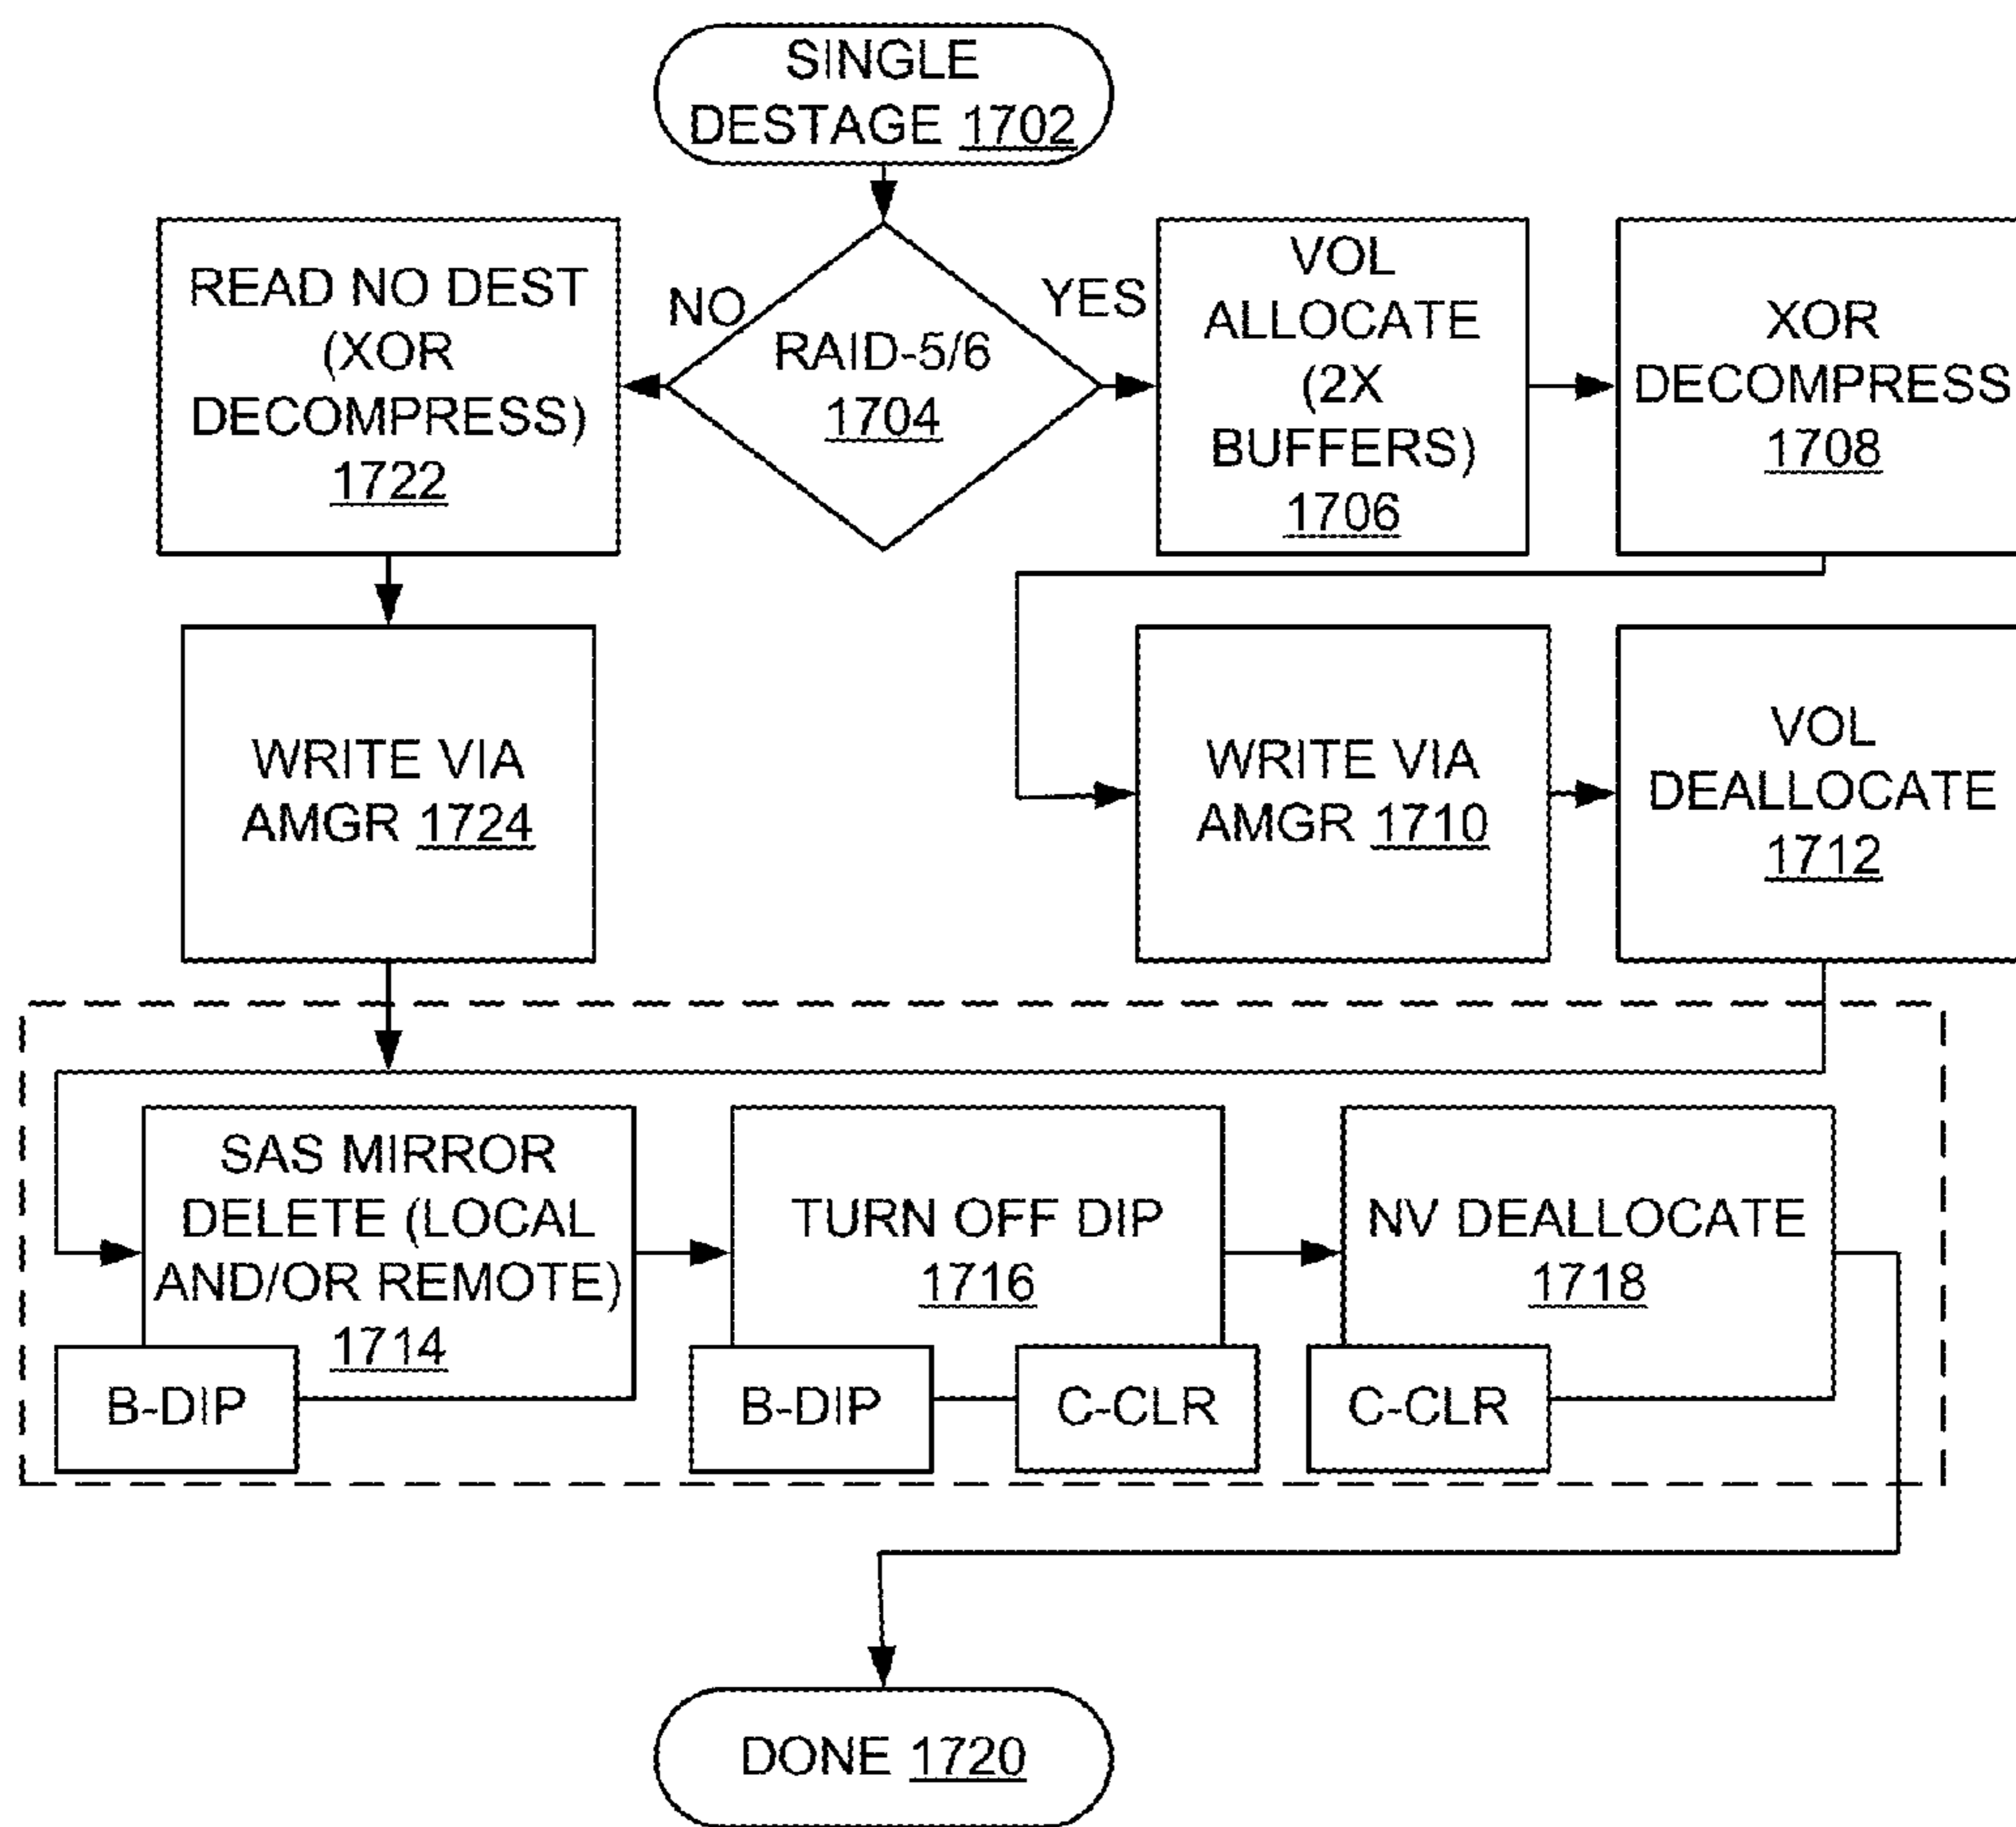 SINGLE
DESTAGE 1702
READ NO DEST
(XOR
DECOMPRESS)
1722
NO
RAID-5/6
1704
YES
VOL
ALLOCATE
(2X
BUFFERS)
1706
XOR
DECOMPRESS
1708
WRITE VIA
AMGR 1724
WRITE VIA
AMGR 1710
VOL
DEALLOCATE
1712
SAS MIRROR
DELETE (LOCAL
AND/OR REMOTE)
1714
B-DIP
TURN OFF DIP
1716
B-DIP
C-CLR
NV DEALLOCATE
1718
C-CLR
DONE 1720